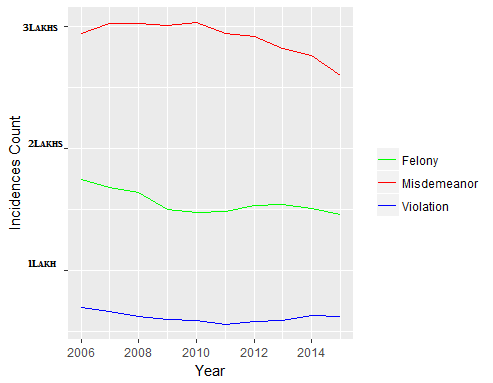 3LAKHS
2LAKHS
1LAKH
Incidences Count
2006 2008 2010 2012 2014
Year
Felony
Misdemeanor
Violation